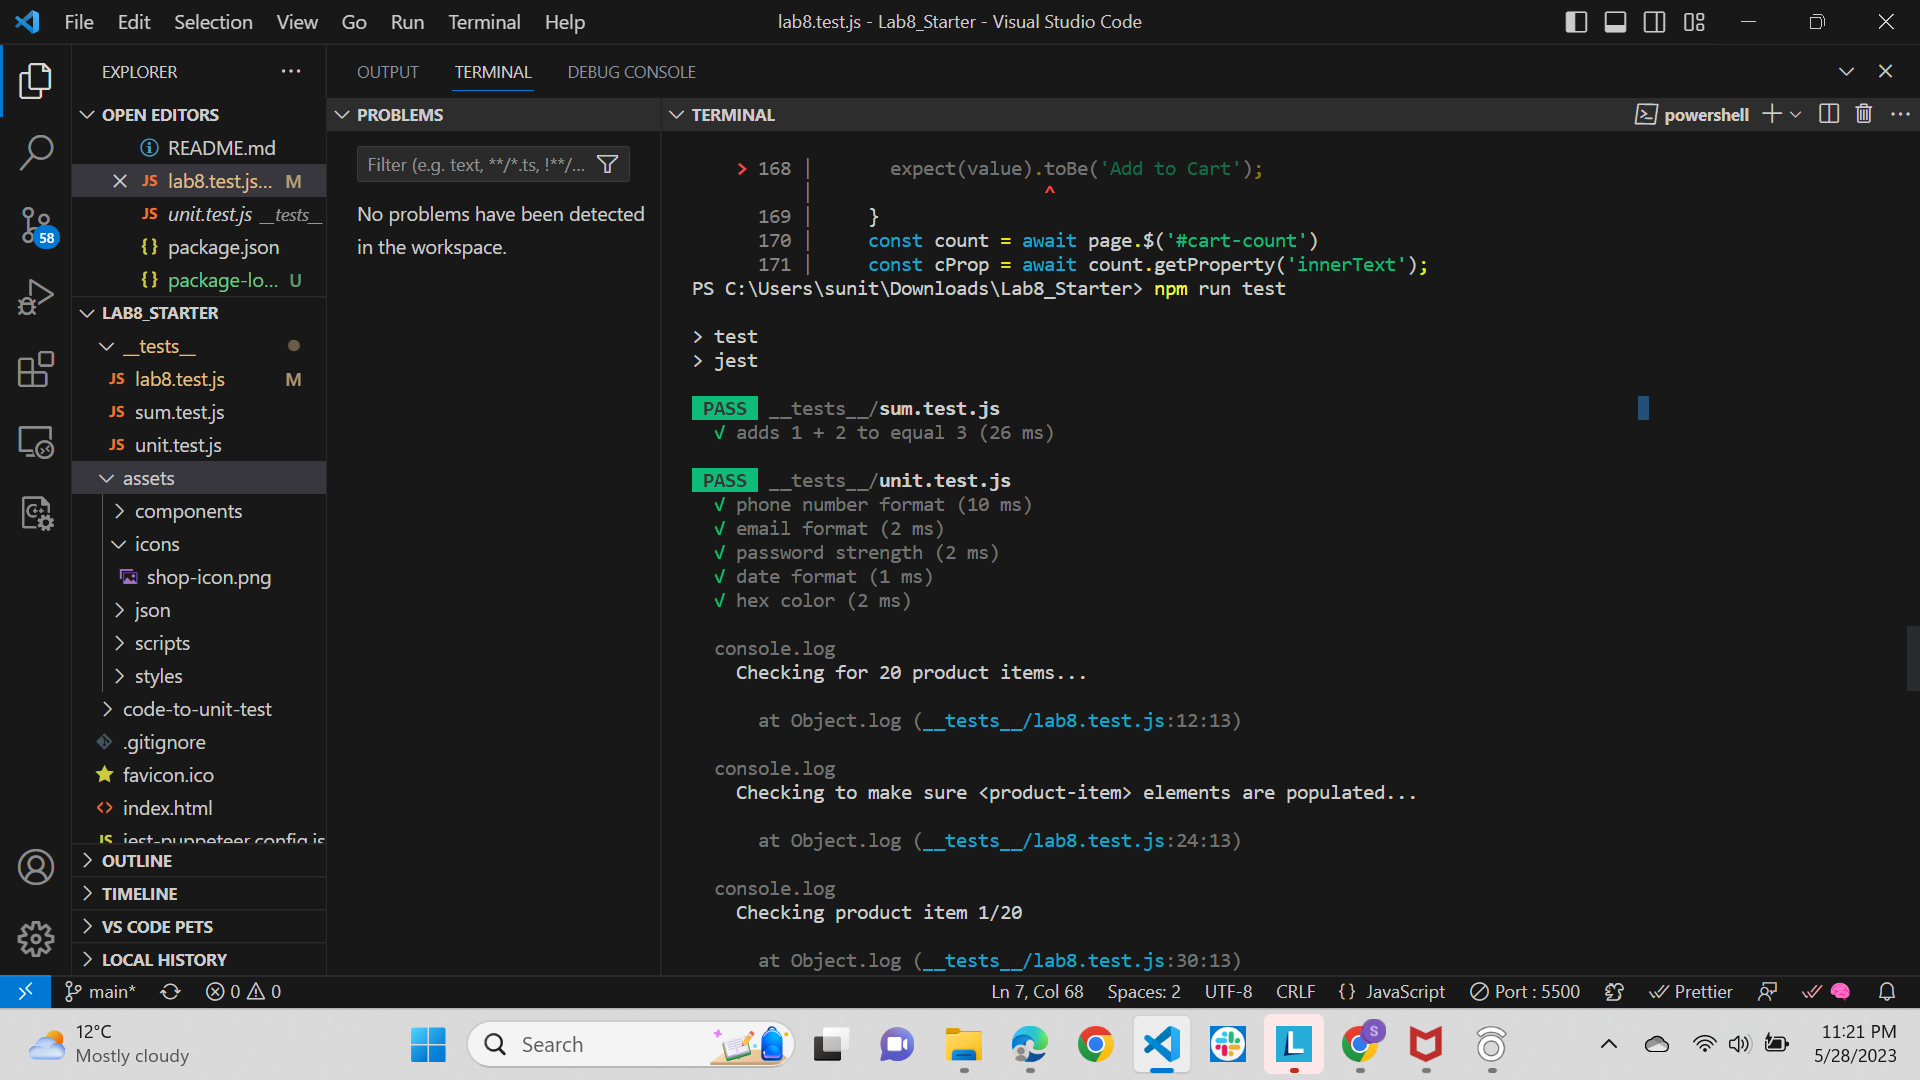 File Edit Selection View Go Run Terminal Help
lab8.test.js - Lab8_Starter - Visual Studio Code
EXPLORER
OPEN EDITORS
README.md
JS lab8.test.js... M
JS unit.test.js __tests__
{} package.json
{} package-lo... U
LAB8_STARTER
__tests__
JS lab8.test.js M
JS sum.test.js
JS unit.test.js
assets
components
icons
shop-icon.png
json
scripts
styles
code-to-unit-test
.gitignore
favicon.ico
<> index.html
JS jest-puppeteer.config.js
OUTLINE
TIMELINE
VS CODE PETS
LOCAL HISTORY
58
OUTPUT TERMINAL DEBUG CONSOLE
PROBLEMS
Filter (e.g. text, **/*.ts, !**/...
No problems have been detected
in the workspace.
TERMINAL
powershell
> 168 | expect(value).toBe('Add to Cart');
| ^
169 | }
170 | const count = await page.$('#cart-count')
171 | const cProp = await count.getProperty('innerText');
PS C:\Users\sunit\Downloads\Lab8_Starter> npm run test
> test
> jest
PASS __tests__/sum.test.js
√ adds 1 + 2 to equal 3 (26 ms)
PASS __tests__/unit.test.js
√ phone number format (10 ms)
√ email format (2 ms)
√ password strength (2 ms)
√ date format (1 ms)
√ hex color (2 ms)
console.log
Checking for 20 product items...
at Object.log (__tests__/lab8.test.js:12:13)
console.log
Checking to make sure <product-item> elements are populated...
at Object.log (__tests__/lab8.test.js:24:13)
console.log
Checking product item 1/20
at Object.log (__tests__/lab8.test.js:30:13)
main* 0 0
Ln 7, Col 68 Spaces: 2 UTF-8 CRLF {} JavaScript Port : 5500 Prettier
12°C
Mostly cloudy
Search
L
S
11:21 PM
5/28/2023